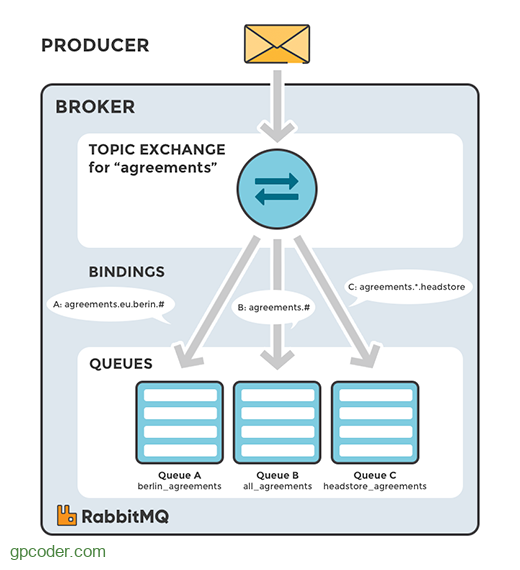 PRODUCER
BROKER
TOPIC EXCHANGE
for “agreements”
BINDINGS
C: agreements.*.headstore
A: agreements.eu.berin.#
B: agreements.#
QUEUES
Queue A
berlin_agreements
Queue B
all_agreements
Queue C
headstore_agreements
RabbitMQ
gpcoder.com